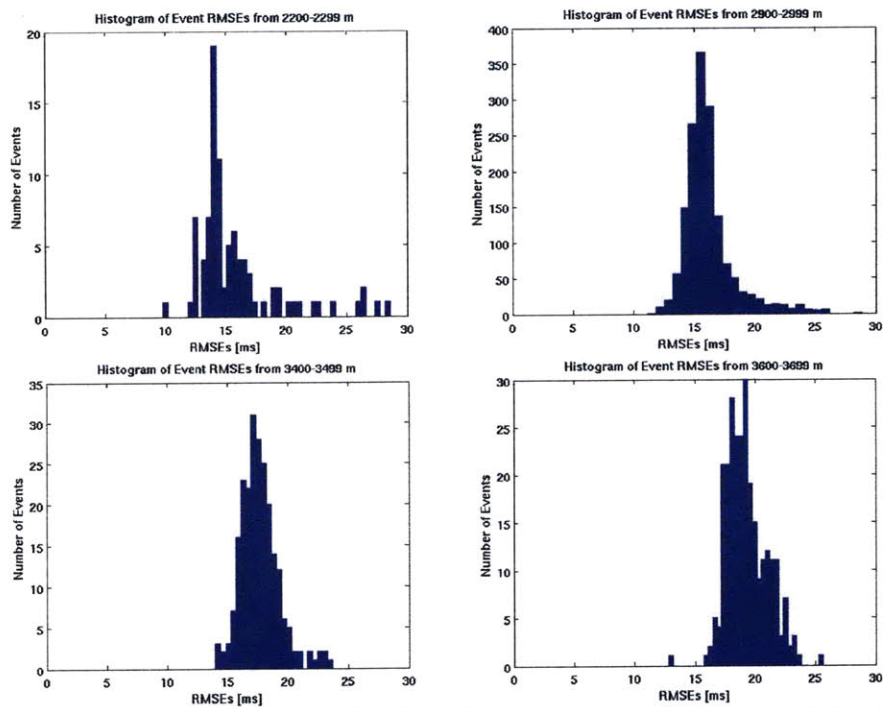 Histogram of Event RMSEs from 2200-2299 m
20
15
10
5
0
Number of Events
0 5 10 15 20 25 30
RMSEs [ms]
Histogram of Event RMSEs from 2900-2999 m
400
350
300
250
200
150
100
50
0
Number of Events
0 5 10 15 20 25 30
RMSEs [ms]
Histogram of Event RMSEs from 3400-3499 m
35
30
25
20
15
10
5
0
Number of Events
0 5 10 15 20 25 30
RMSEs [ms]
Histogram of Event RMSEs from 3600-3699 m
30
25
20
15
10
5
0
Number of Events
0 5 10 15 20 25 30
RMSEs [ms]